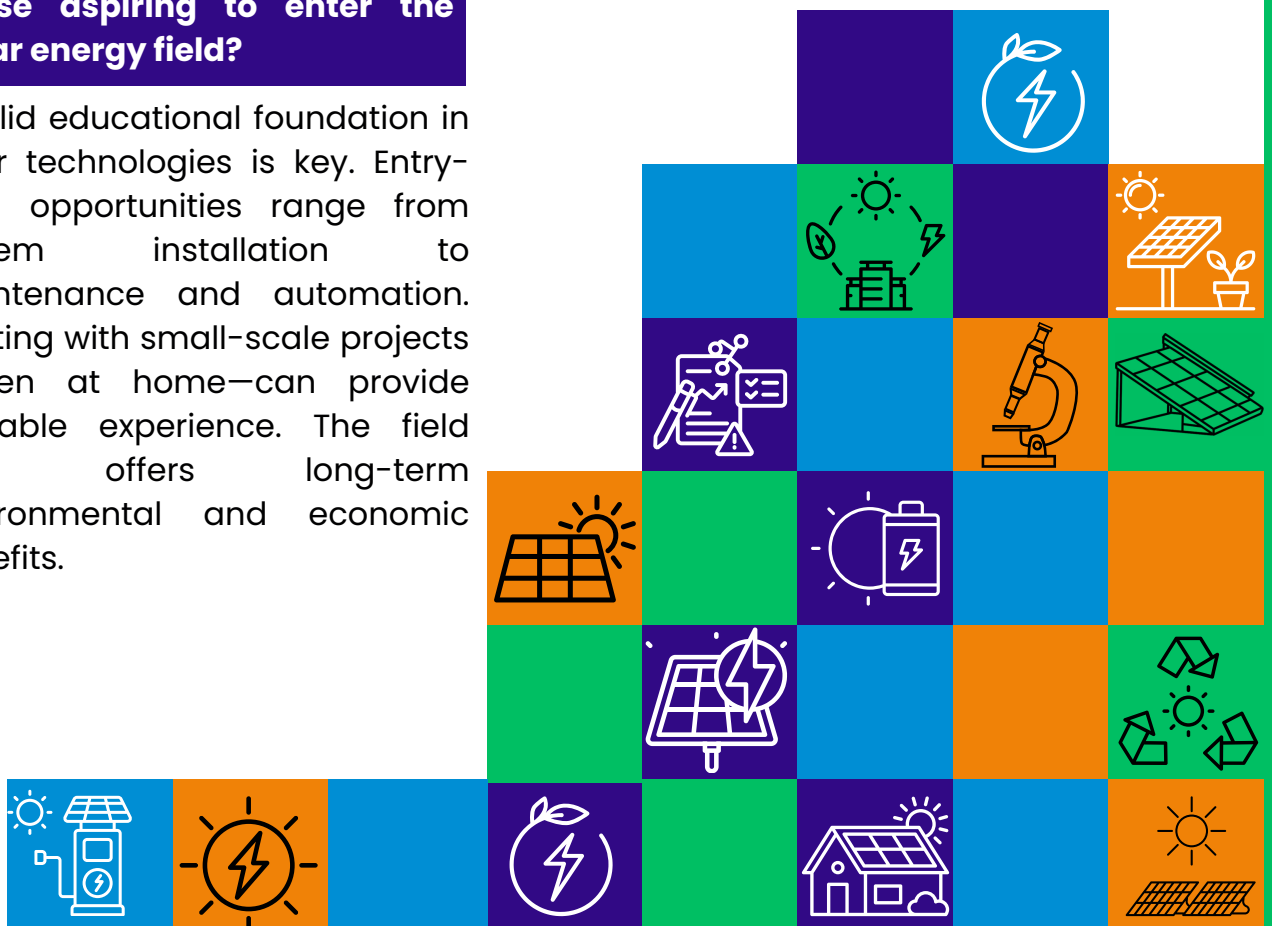 se aspiring to enter the
ar energy field?
lid educational foundation in
r technologies is key. Entry-
opportunities range from
em installation to
ntenance and automation.
ting with small-scale projects
en at home—can provide
able experience. The field
offers long-term
ronmental and economic
efits.